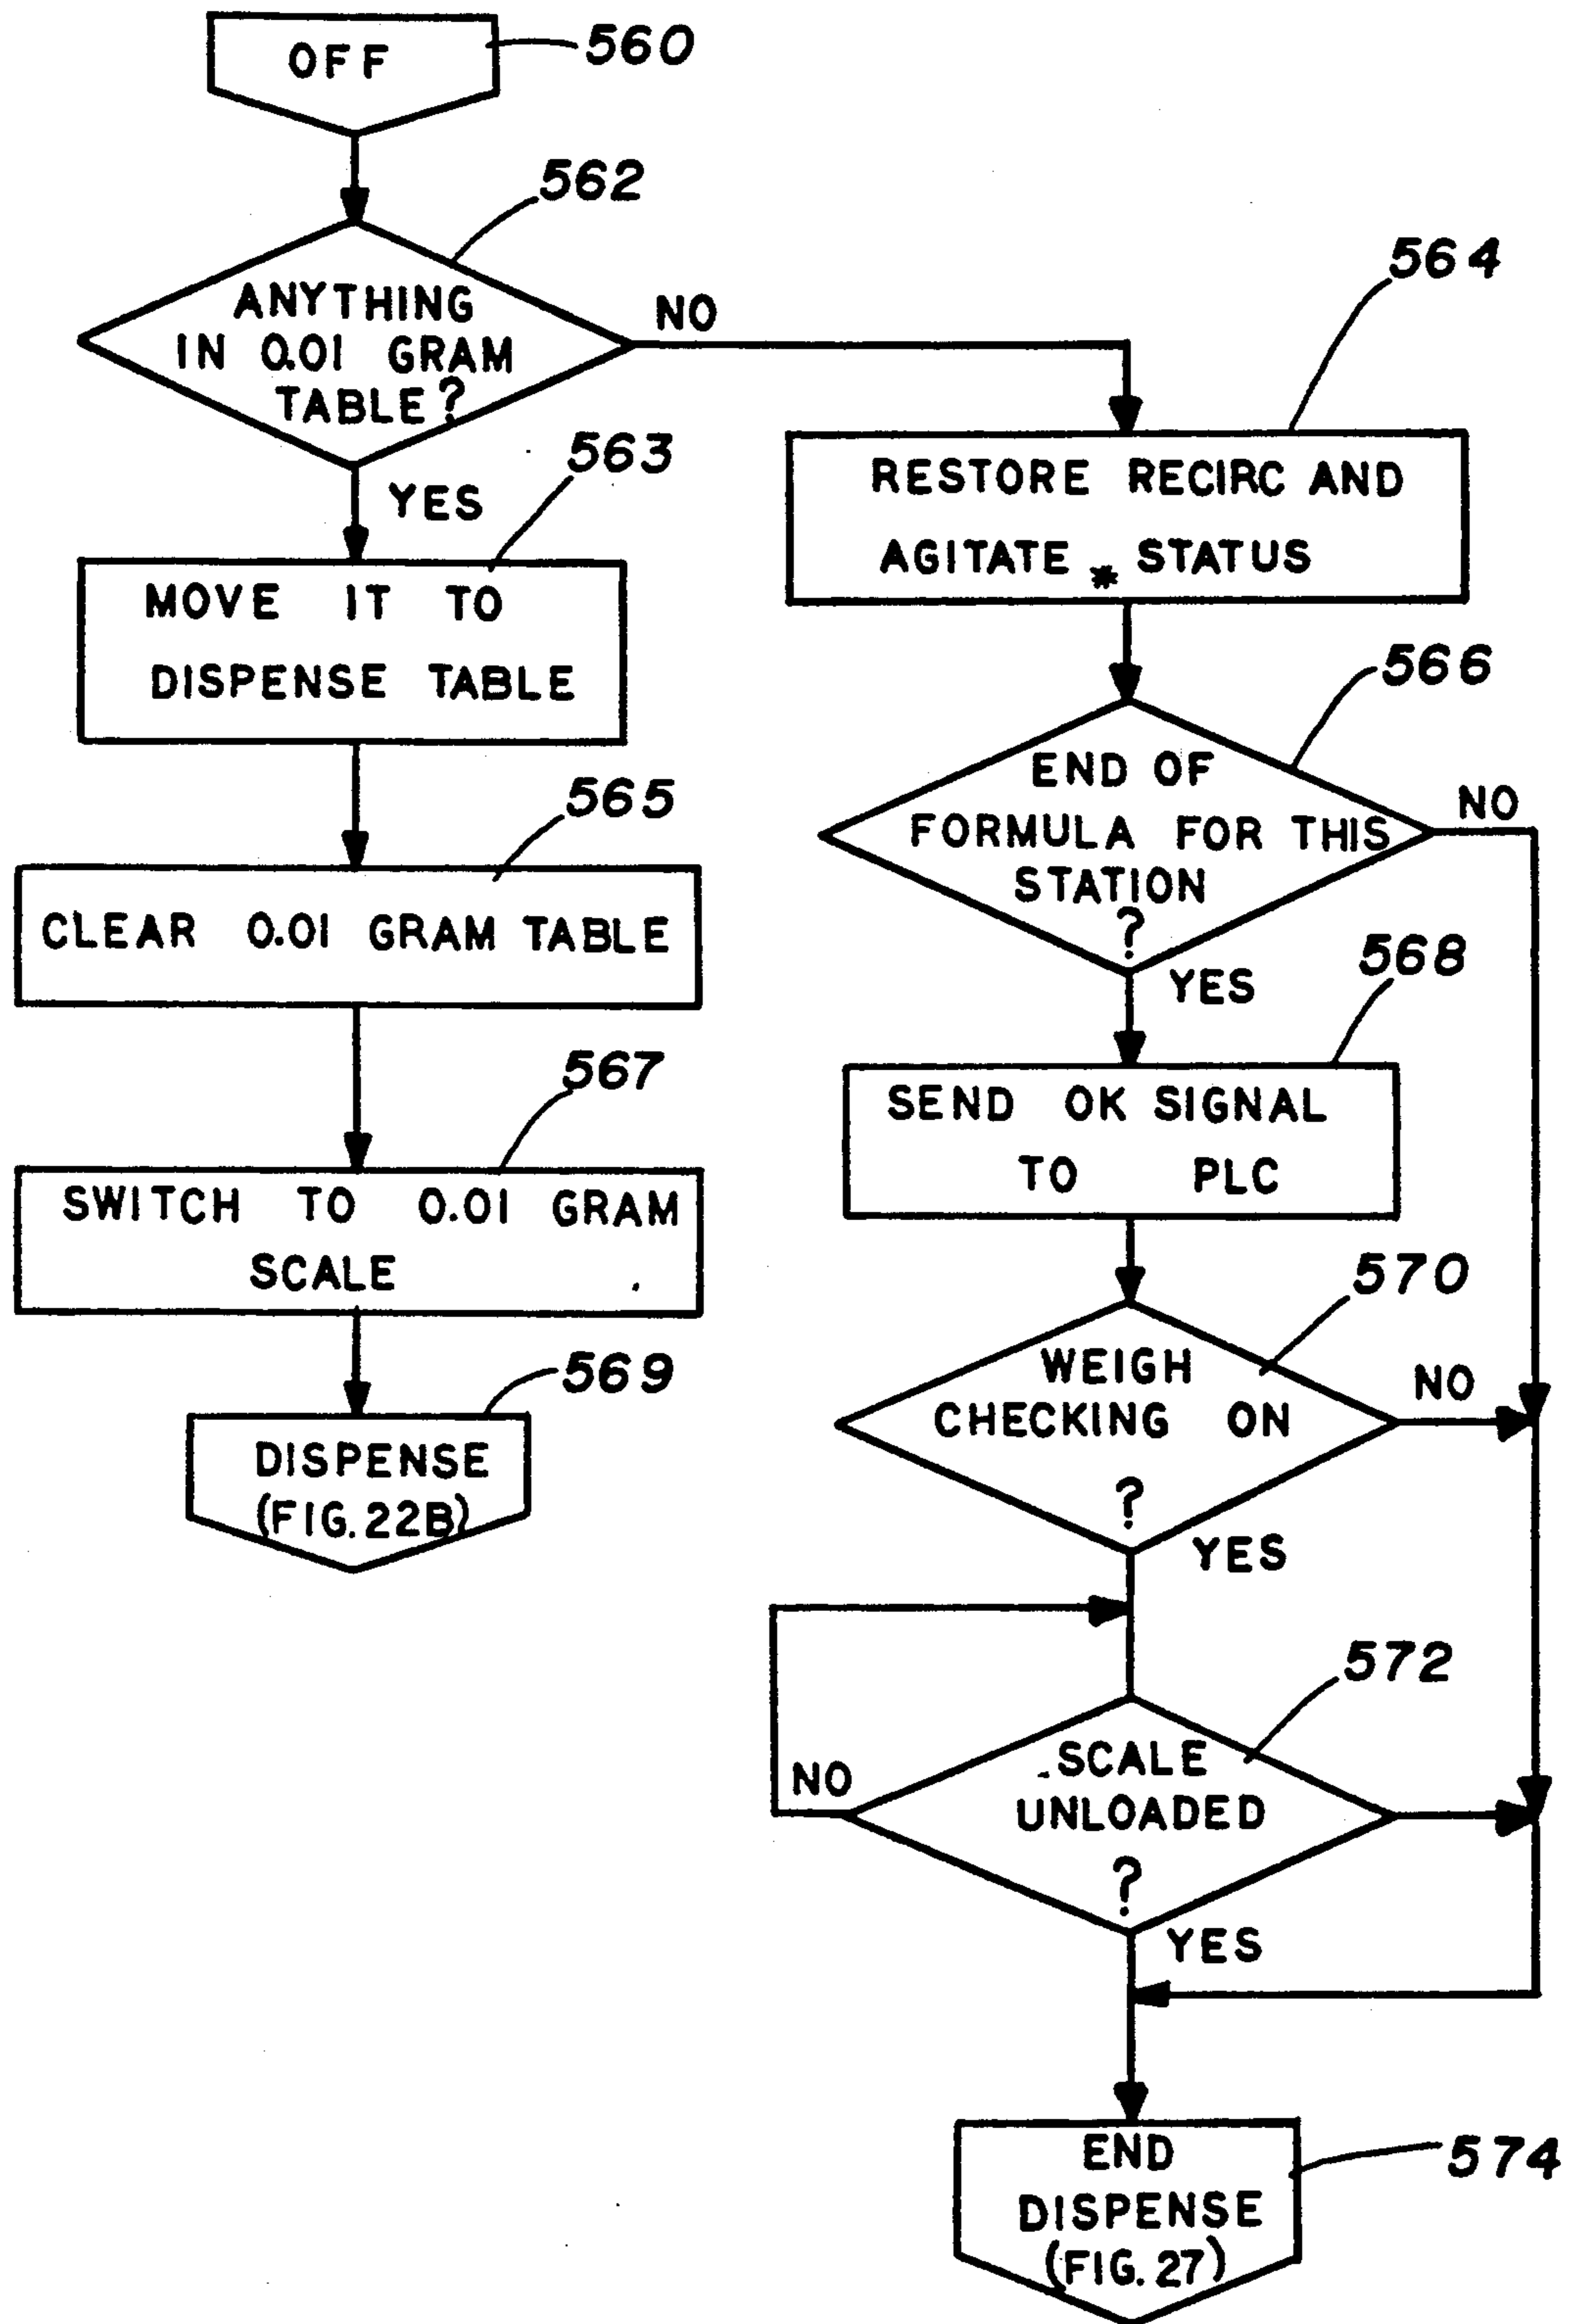 OFF
560
562
ANYTHING
IN 0.01 GRAM
TABLE?
NO
YES
563
MOVE IT TO
DISPENSE TABLE
565
CLEAR 0.01 GRAM TABLE
567
SWITCH TO 0.01 GRAM
SCALE
569
DISPENSE
(FIG. 22B)
564
RESTORE RECIRC AND
AGITATE * STATUS
566
END OF
FORMULA FOR THIS
STATION
?
NO
YES
568
SEND OK SIGNAL
TO PLC
570
WEIGH
CHECKING ON
?
NO
YES
572
SCALE
UNLOADED
?
NO
YES
END
DISPENSE
(FIG. 27)
574